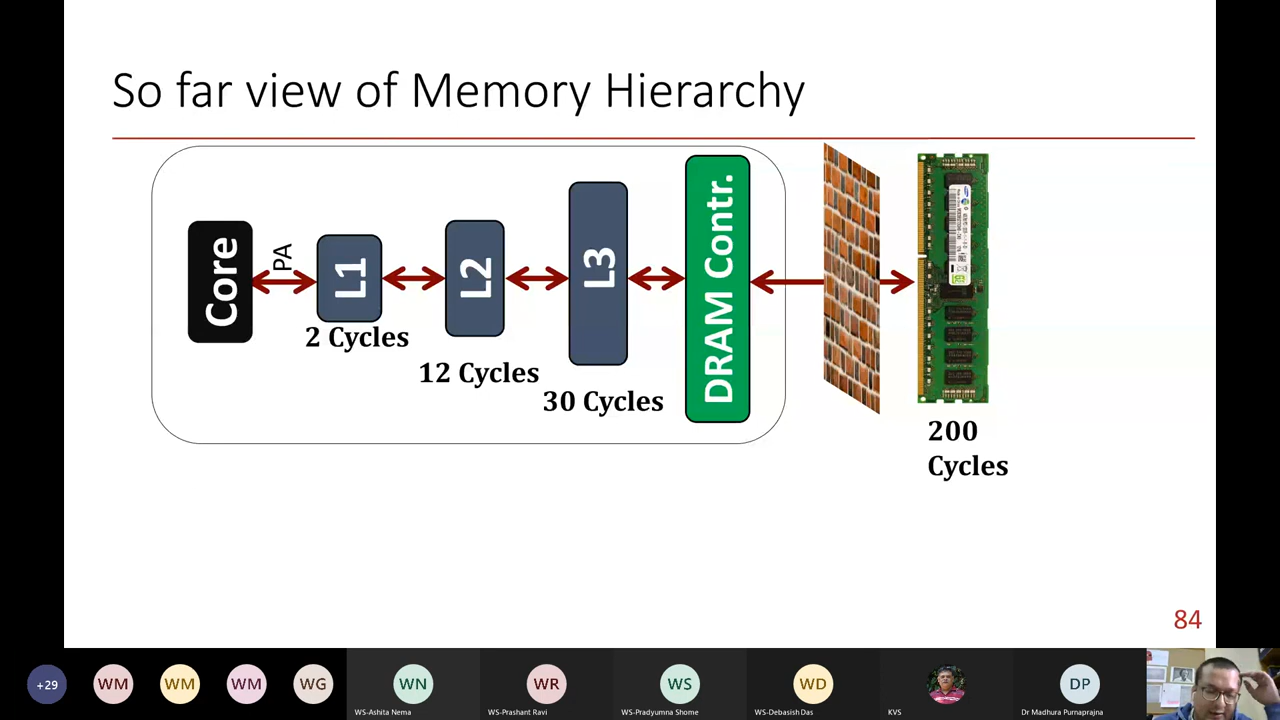 So far view of Memory Hierarchy
Core
PA
L1
L2
L3
DRAM Contr.
2 Cycles
12 Cycles
30 Cycles
200
Cycles
84
+29
WM
WM
WM
WG
WN
WR
WS
WD
DP
WS-Ashita Nema
WS-Prashant Ravi
WS-Pradyumna Shome
WS-Debasish Das
KVS
Dr Madhura Purnaprajna